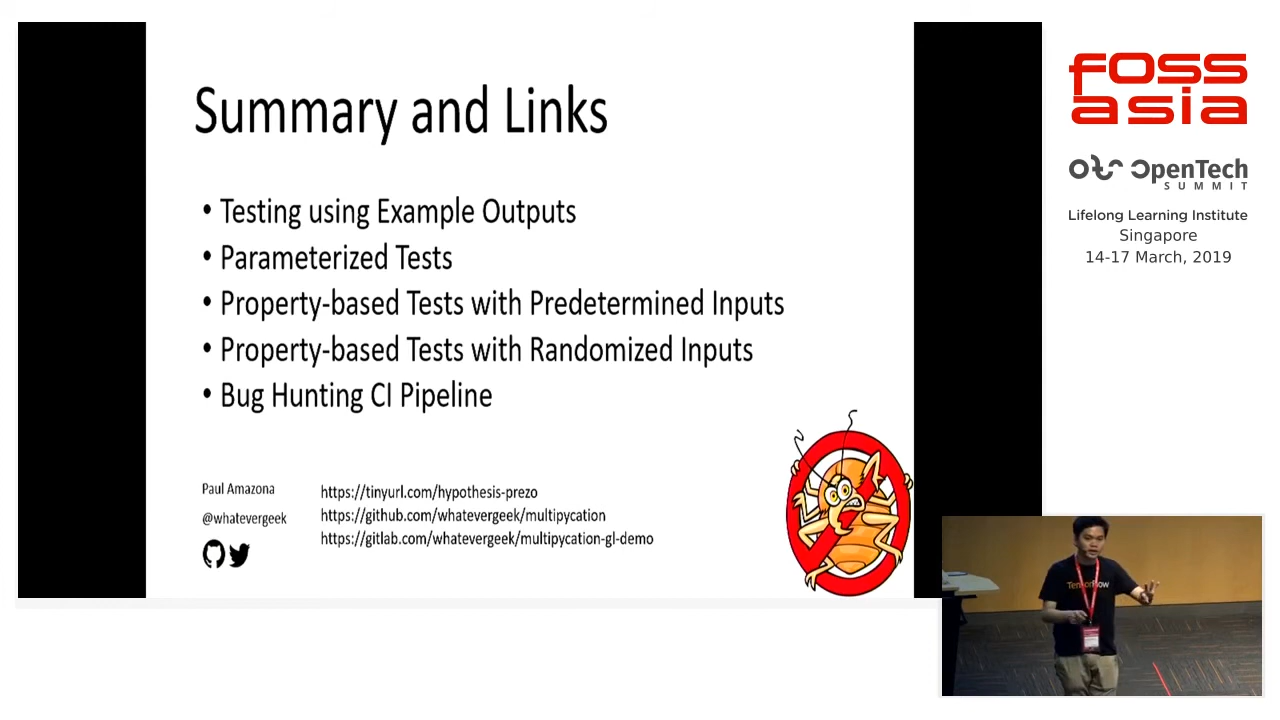 Summary and Links
• Testing using Example Outputs
• Parameterized Tests
• Property-based Tests with Predetermined Inputs
• Property-based Tests with Randomized Inputs
• Bug Hunting CI Pipeline
Paul Amazona
@whatevergeek
https://tinyurl.com/hypothesis-prezo
https://github.com/whatevergeek/multipycation
https://gitlab.com/whatevergeek/multipycation-gl-demo
foss
asia
OpenTech
SUMMIT
Lifelong Learning Institute
Singapore
14-17 March, 2019
TensorFlow